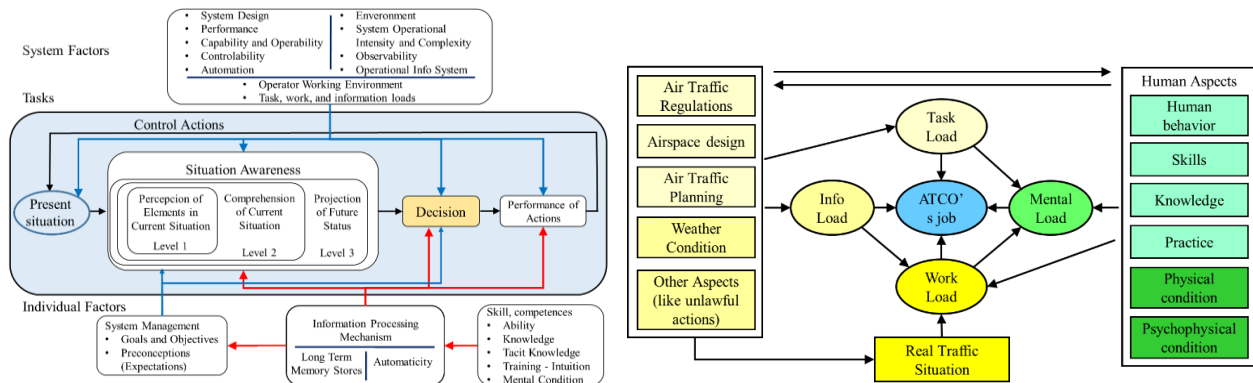 System Factors
• System Design
• Performance
• Capability and Operability
• Controlability
• Automation
• Environment
• System Operational
Intensity and Complexity
• Observability
• Operational Info System
• Operator Working Environment
• Task, work, and information loads
Tasks
Control Actions
Situation Awareness
Present
situation
Percepcion of
Elements in
Current Situation
Level 1
Comprehension
of Current
Situation
Level 2
Projection
of Future
Status
Level 3
Decision
Performance of
Actions
Individual Factors
System Management
• Goals and Objectives
• Preconceptions
(Expectations)
Information Processing
Mechanism
Long Term
Memory Stores
Automaticity
Skill, competences
• Ability
• Knowledge
• Tacit Knowledge
• Training - Intuition
• Mental Condition
Air Traffic
Regulations
Airspace design
Air Traffic
Planning
Weather
Condition
Other Aspects
(like unlawful
actions)
Task
Load
Info
Load
ATCO’
s job
Mental
Load
Work
Load
Real Traffic
Situation
Human Aspects
Human
behavior
Skills
Knowledge
Practice
Physical
condition
Psychophysical
condition